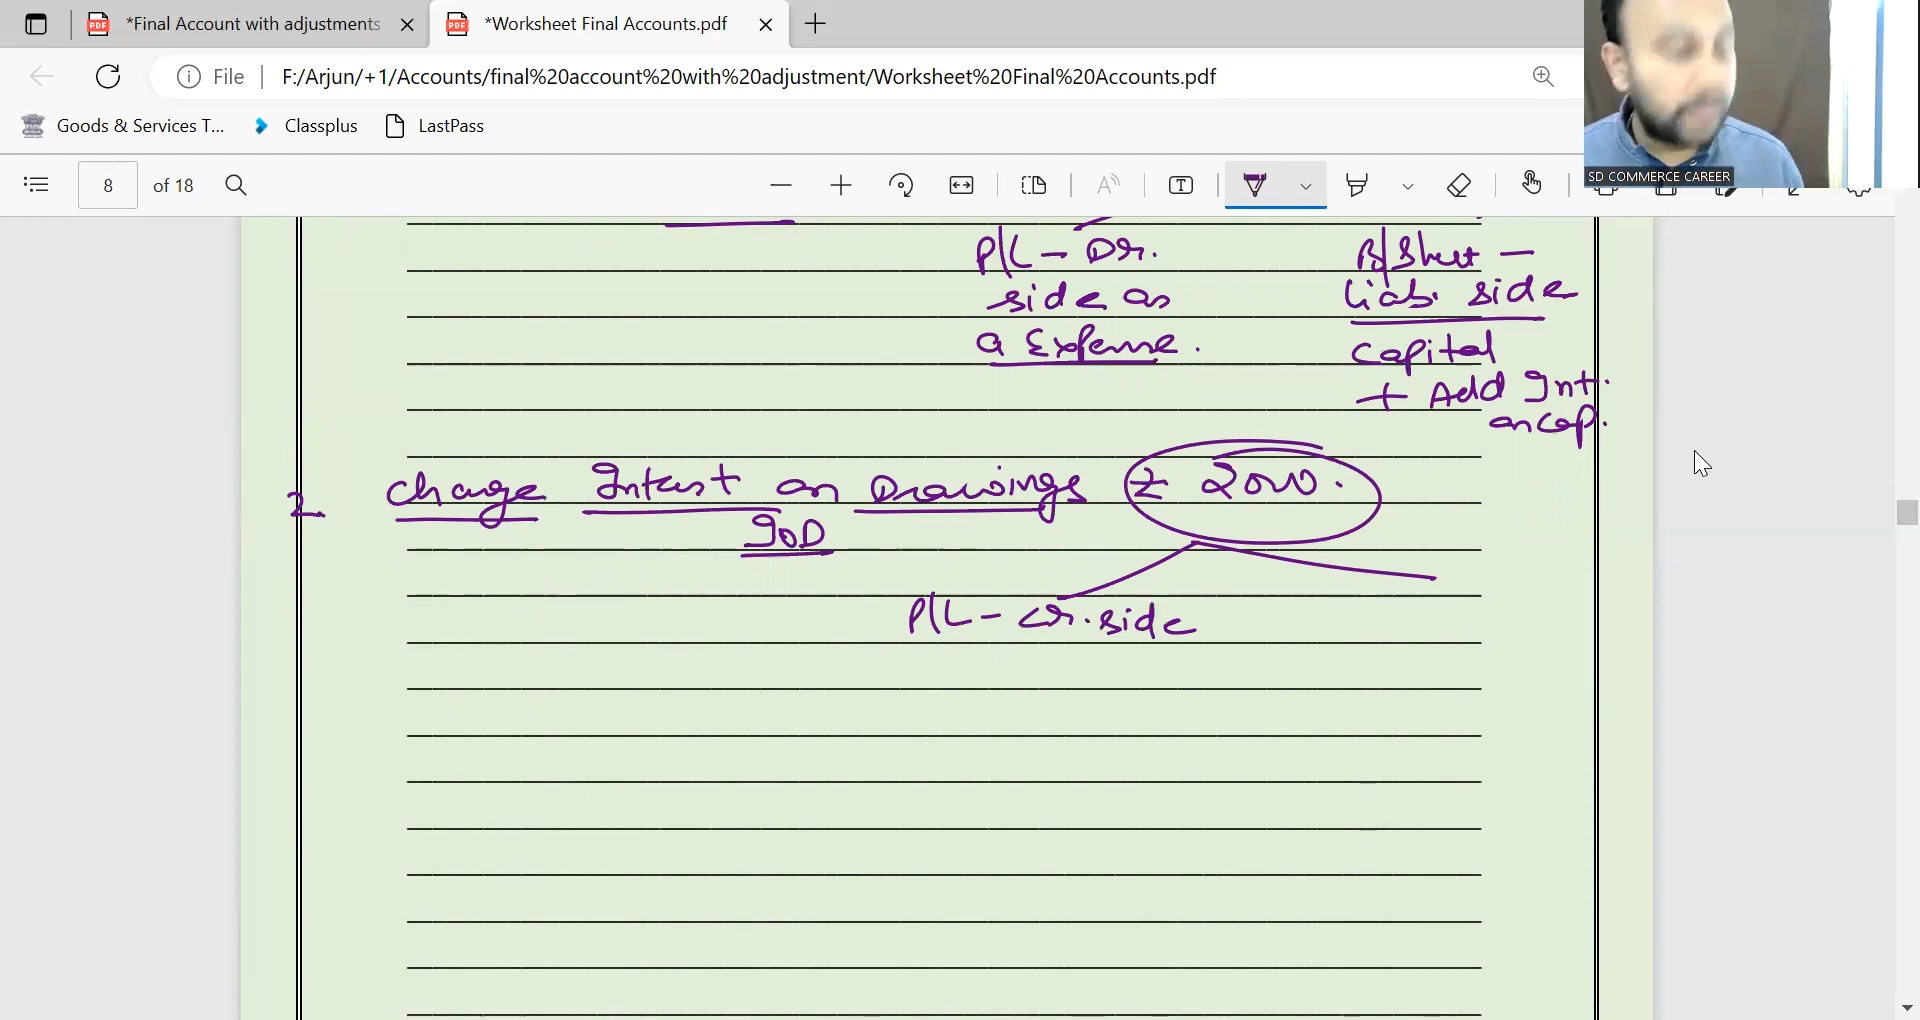 *Final Account with adjustments
*Worksheet Final Accounts.pdf
File
F:/Arjun/+1/Accounts/final%20account%20with%20adjustment/Worksheet%20Final%20Accounts.pdf
Goods & Services T...
Classplus
LastPass
8
of 18
SD COMMERCE CAREER
P/L - Dr.
side as
a Expense.
B/Sheet -
Liab. side
Capital
+ Add Int.
on cap.
2. Charge Interest on Drawings ₹ 2000.
IOD
P/L - Cr. side